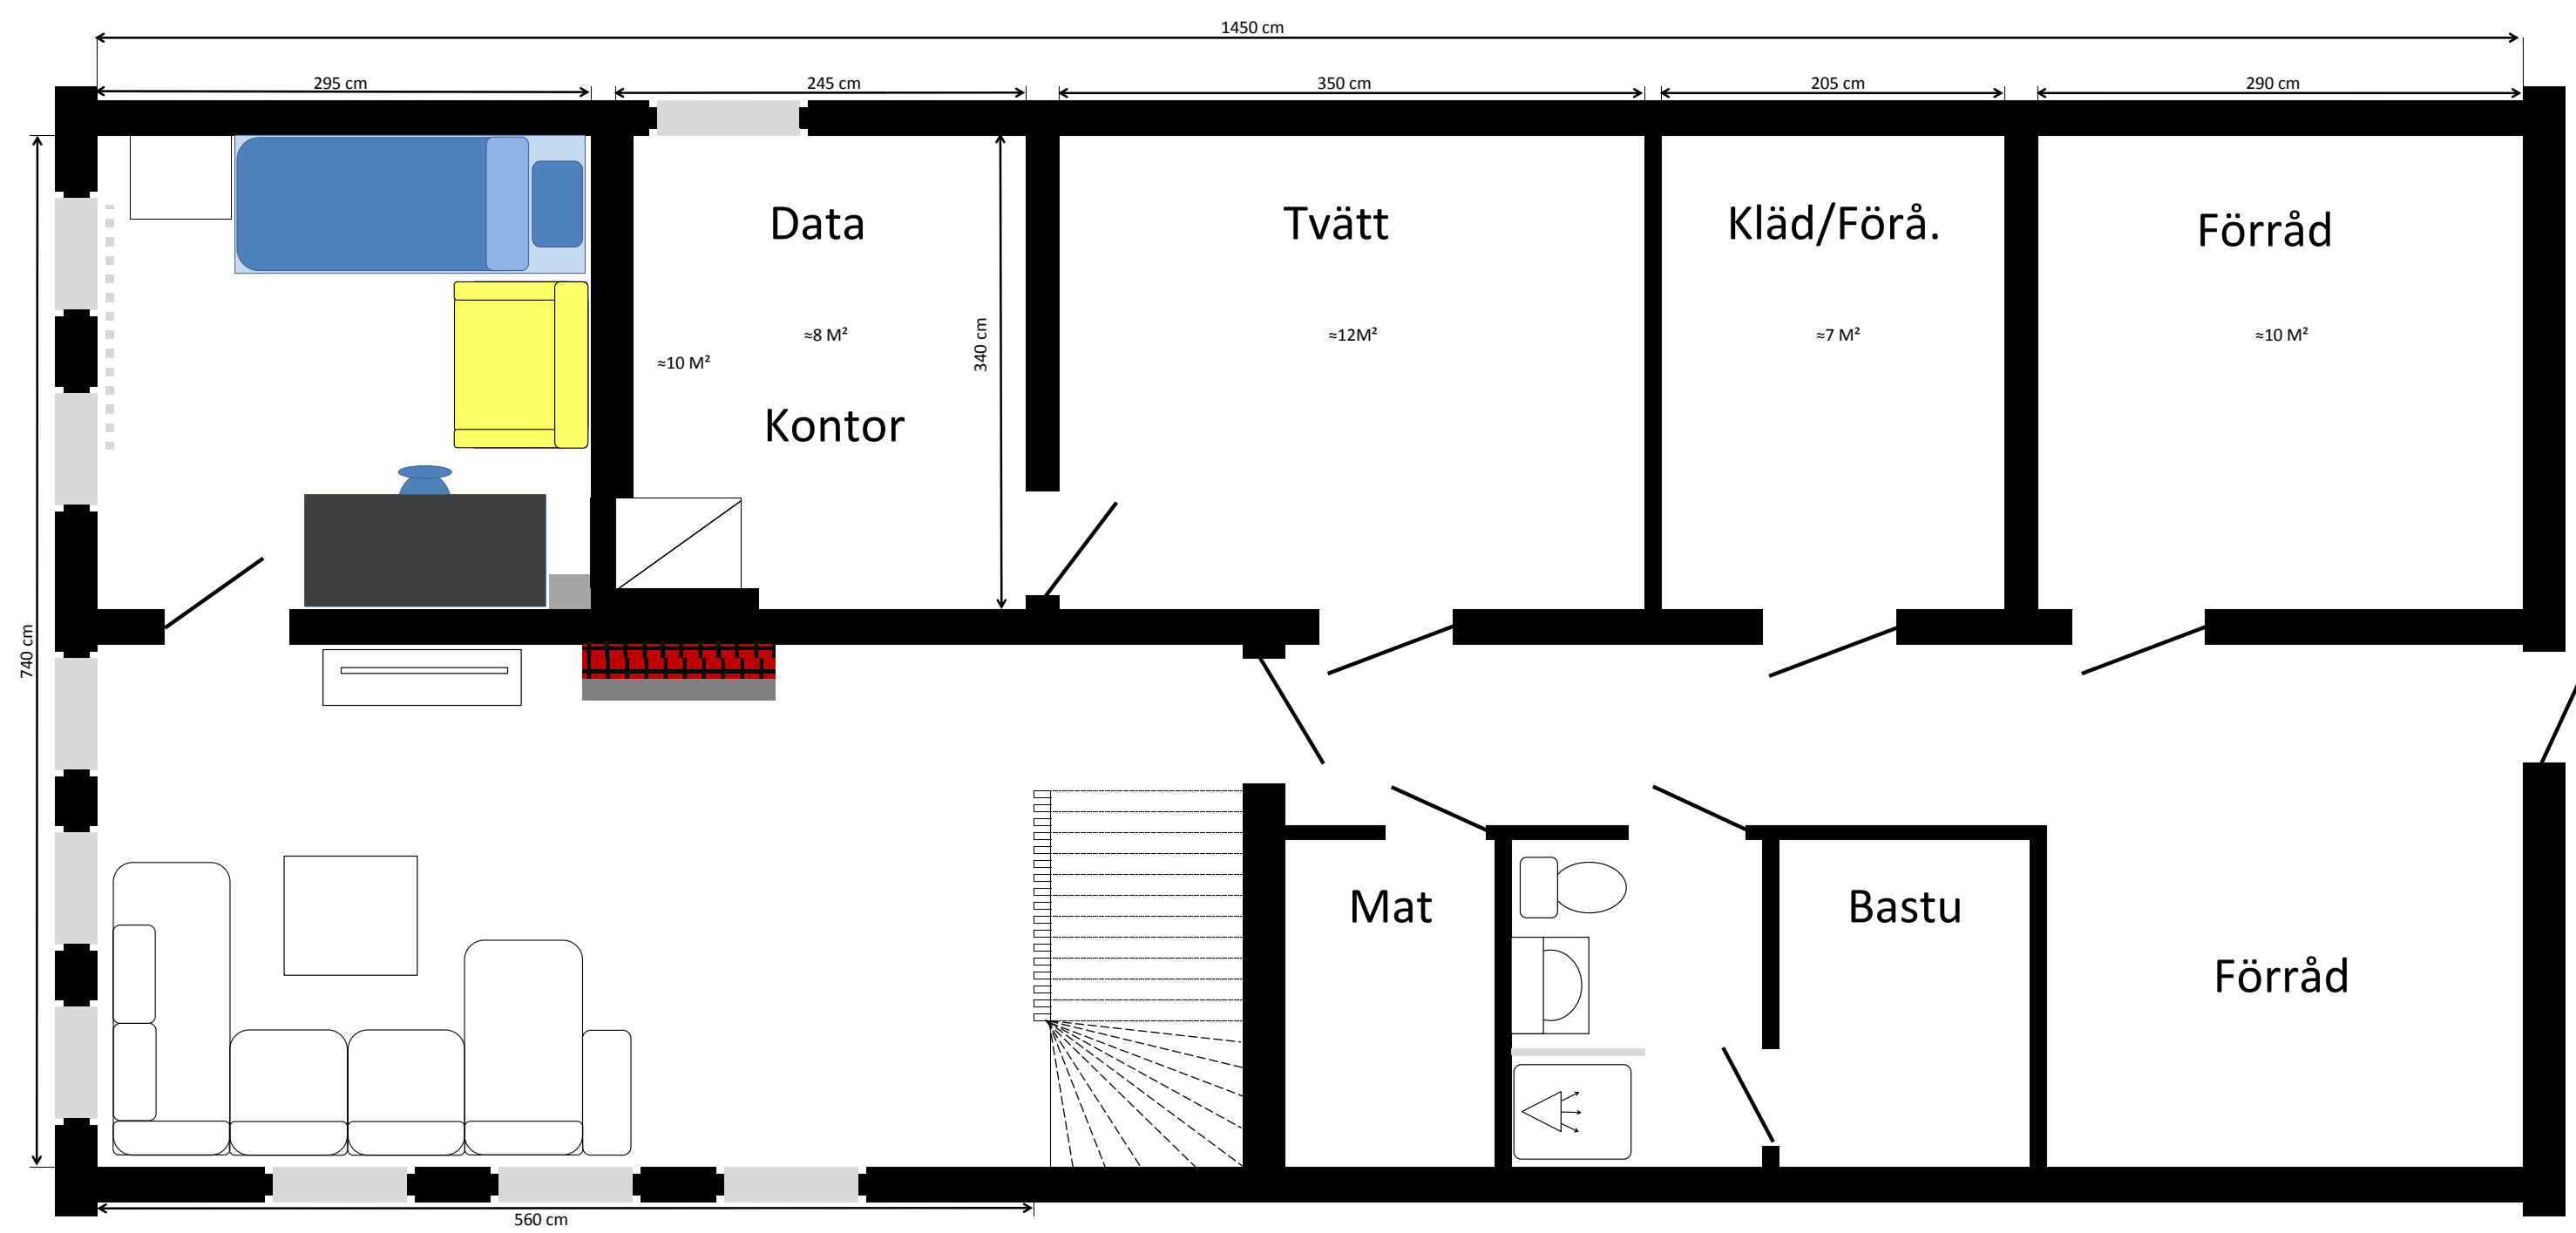 1450 cm
295 cm
245 cm
350 cm
205 cm
290 cm
Data
Tvätt
Kläd/Förå.
Förråd
≈8 M²
≈12M²
≈7 M²
≈10 M²
≈10 M²
340 cm
Kontor
740 cm
Mat
Bastu
Förråd
560 cm